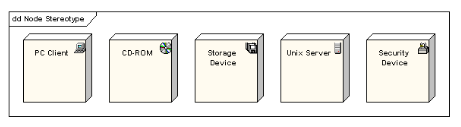 dd Node Stereotype
PC Client
CD-ROM
Storage
Device
Unix Server
Security
Device